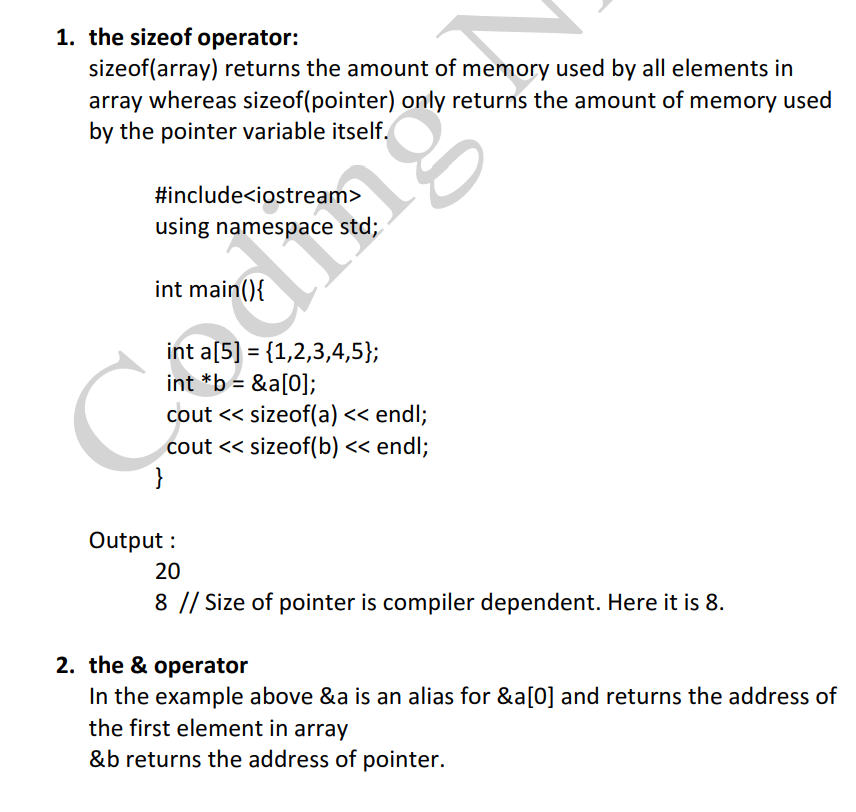 1. the sizeof operator:
sizeof(array) returns the amount of memory used by all elements in
array whereas sizeof(pointer) only returns the amount of memory used
by the pointer variable itself.
#include<iostream>
using namespace std;
int main(){
int a[5] = {1,2,3,4,5};
int *b = &a[0];
cout << sizeof(a) << endl;
cout << sizeof(b) << endl;
}
Output :
20
8 // Size of pointer is compiler dependent. Here it is 8.
2. the & operator
In the example above &a is an alias for &a[0] and returns the address of
the first element in array
&b returns the address of pointer.
Coding N